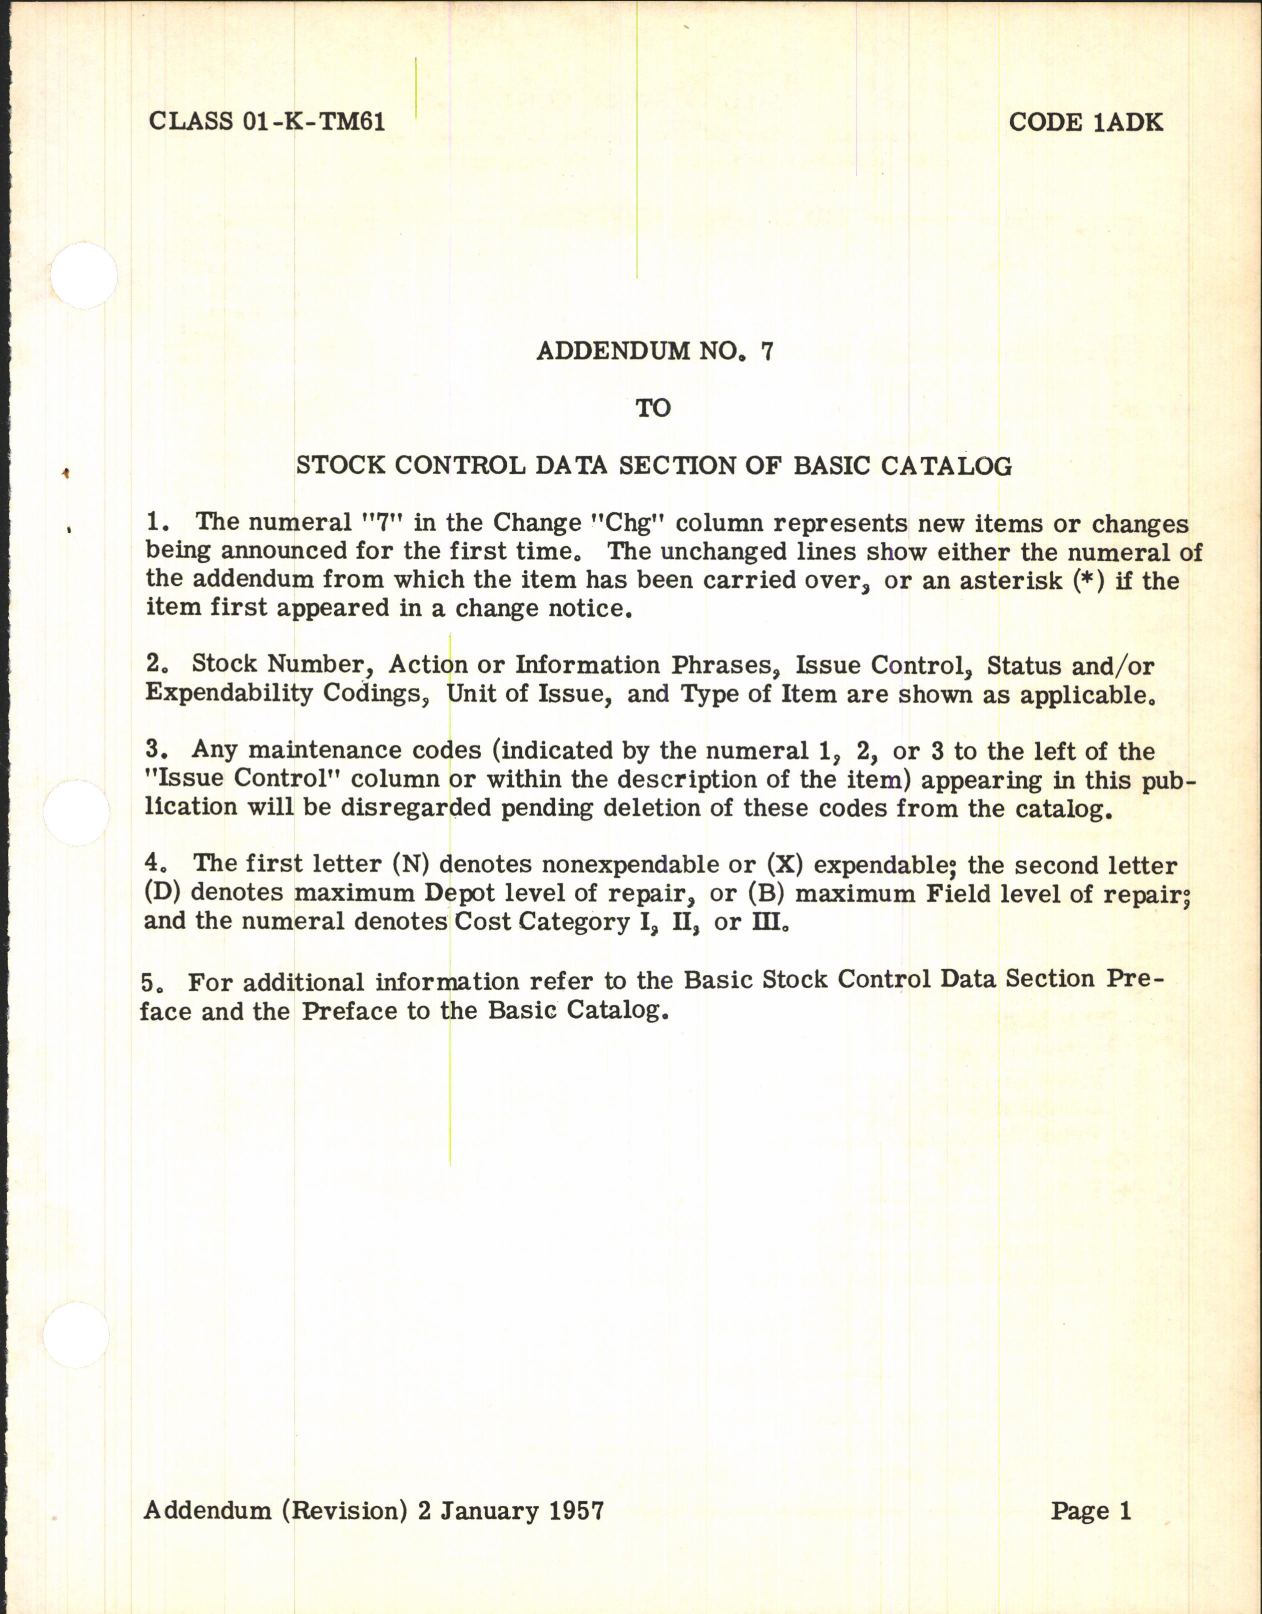 CLASS 01-K-TM61 CODE 1ADK
ADDENDUM NO. 7
TO
STOCK CONTROL DATA SECTION OF BASIC CATALOG
1. The numeral "7" in the Change "Chg" column represents new items or changes
being announced for the first time. The unchanged lines show either the numeral of
the addendum from which the item has been carried over, or an asterisk (*) if the
item first appeared in a change notice.
2. Stock Number, Action or Information Phrases, Issue Control, Status and/or
Expendability Codings, Unit of Issue, and Type of Item are shown as applicable.
3. Any maintenance codes (indicated by the numeral 1, 2, or 3 to the left of the
"Issue Control" column or within the description of the item) appearing in this pub-
lication will be disregarded pending deletion of these codes from the catalog.
4. The first letter (N) denotes nonexpendable or (X) expendable; the second letter
(D) denotes maximum Depot level of repair, or (B) maximum Field level of repair;
and the numeral denotes Cost Category I, II, or III.
5. For additional information refer to the Basic Stock Control Data Section Pre-
face and the Preface to the Basic Catalog.
Addendum (Revision) 2 January 1957 Page 1